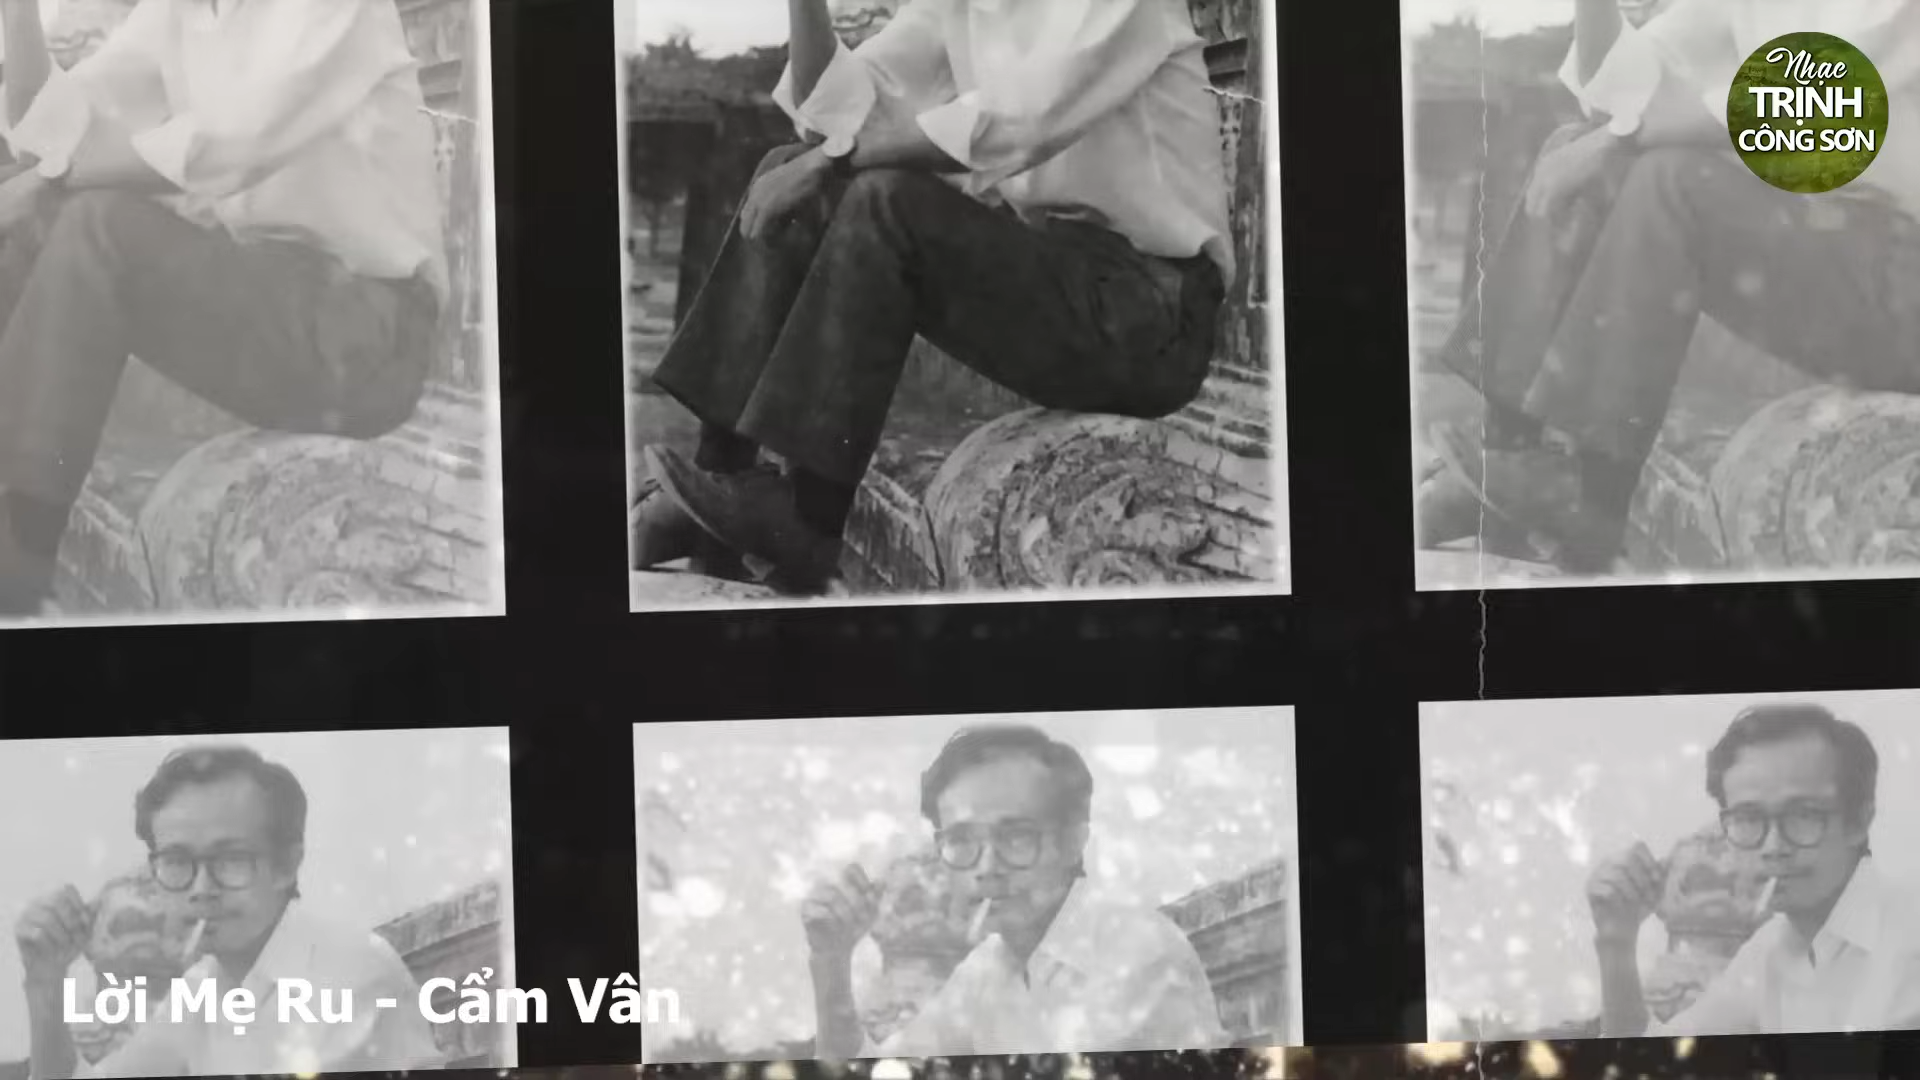 Nhạc
TRỊNH
CÔNG SƠN
Lời Mẹ Ru - Cẩm Vân